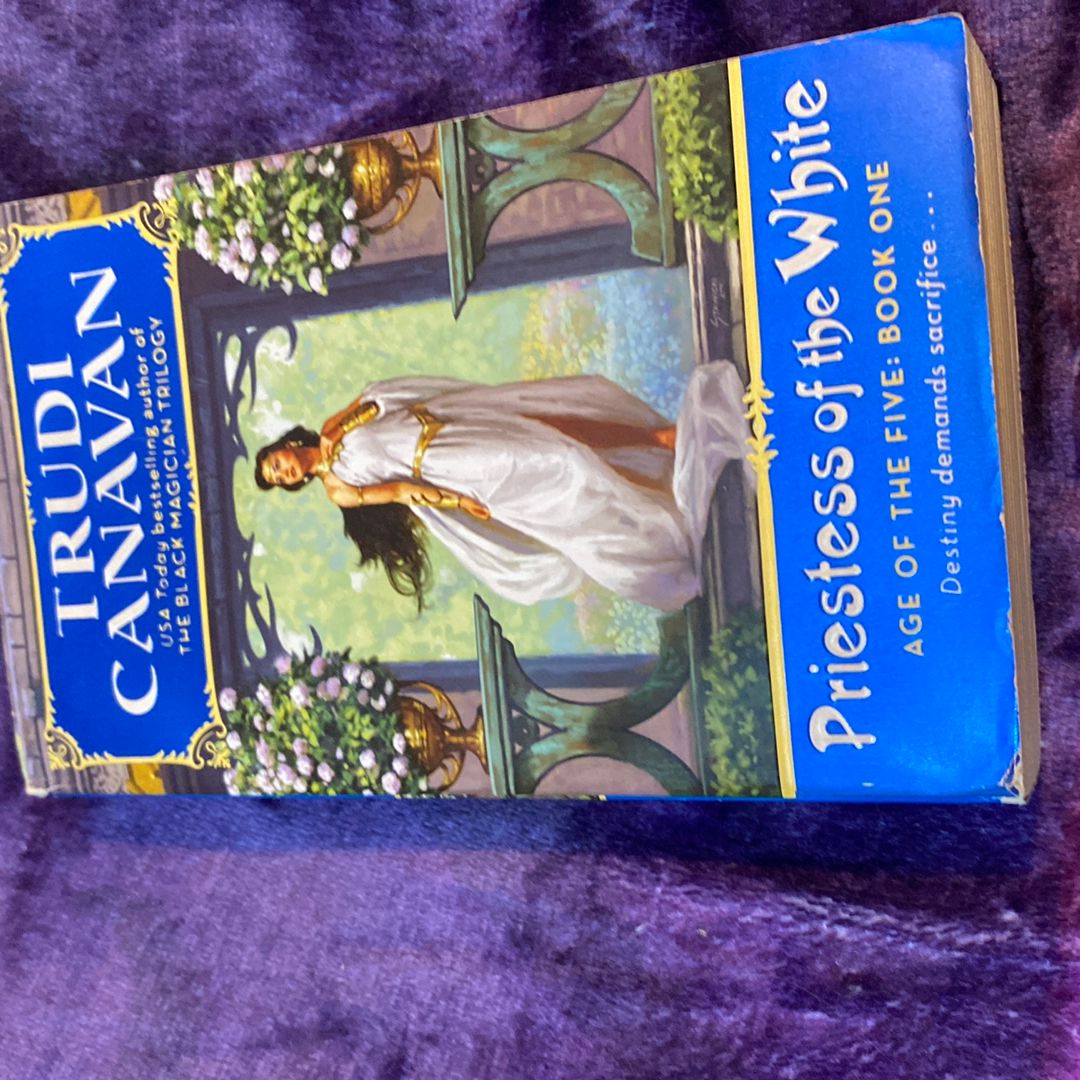 TRUDI
CANAVAN
USA Today bestselling author of
THE BLACK MAGICIAN TRILOGY
Priestess of the White
AGE OF THE FIVE: BOOK ONE
Destiny demands sacrifice . . .